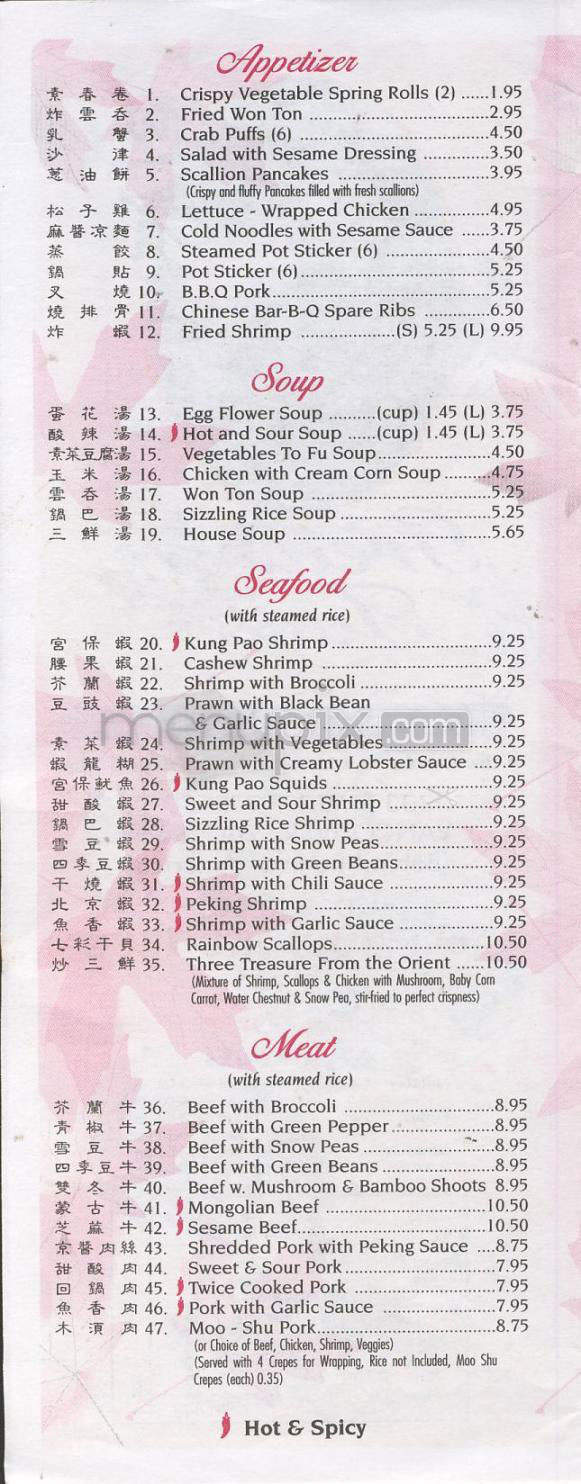 Appetizer
素春卷 1. Crispy Vegetable Spring Rolls (2) ......1.95
炸雲吞 2. Fried Won Ton ..............................2.95
乳蟹 3. Crab Puffs (6) .................................4.50
沙津 4. Salad with Sesame Dressing ..............3.50
葱油餅 5. Scallion Pancakes ........................3.95
(Crispy and fluffy Pancakes filled with fresh scallions)
松子雞 6. Lettuce - Wrapped Chicken ................4.95
麻醬凉麵 7. Cold Noodles with Sesame Sauce ......3.75
蒸餃 8. Steamed Pot Sticker (6) ......................4.50
鍋貼 9. Pot Sticker (6)..................................5.25
叉燒 10. B.B.Q Pork.......................................5.25
燒排骨 11. Chinese Bar-B-Q Spare Ribs ..............6.50
炸蝦 12. Fried Shrimp ....................(S) 5.25 (L) 9.95
Soup
蛋花湯 13. Egg Flower Soup ..........(cup) 1.45 (L) 3.75
酸辣湯 14. Hot and Sour Soup ......(cup) 1.45 (L) 3.75
素菜豆腐湯 15. Vegetables To Fu Soup......................4.50
玉米湯 16. Chicken with Cream Corn Soup..........4.75
雲吞湯 17. Won Ton Soup ..................................5.25
鍋巴湯 18. Sizzling Rice Soup.............................5.25
三鮮湯 19. House Soup .....................................5.65
Seafood
(with steamed rice)
宮保蝦 20. Kung Pao Shrimp................................9.25
腰果蝦 21. Cashew Shrimp .................................9.25
芥蘭蝦 22. Shrimp with Broccoli ..........................9.25
豆豉蝦 23. Prawn with Black Bean
& Garlic Sauce ..................................9.25
素菜蝦 24. Shrimp with Vegetables......................9.25
蝦龍糊 25. Prawn with Creamy Lobster Sauce ....9.25
宮保魷魚 26. Kung Pao Squids ................................9.25
甜酸蝦 27. Sweet and Sour Shrimp .....................9.25
鍋巴蝦 28. Sizzling Rice Shrimp ..........................9.25
雪豆蝦 29. Shrimp with Snow Peas......................9.25
四季豆蝦 30. Shrimp with Green Beans..................9.25
干燒蝦 31. Shrimp with Chili Sauce ....................9.25
北京蝦 32. Peking Shrimp ..................................9.25
魚香蝦 33. Shrimp with Garlic Sauce ..................9.25
七彩干貝 34. Rainbow Scallops..............................10.50
炒三鮮 35. Three Treasure From the Orient ......10.50
(Mixture of Shrimp, Scallops & Chicken with Mushroom, Baby Corn
Carrot, Water Chestnut & Snow Pea, stir-fried to perfect crispness)
Meat
(with steamed rice)
芥蘭牛 36. Beef with Broccoli ..............................8.95
青椒牛 37. Beef with Green Pepper.....................8.95
雪豆牛 38. Beef with Snow Peas ..........................8.95
四季豆牛 39. Beef with Green Beans .......................8.95
雙冬牛 40. Beef w. Mushroom & Bamboo Shoots 8.95
蒙古牛 41. Mongolian Beef ................................10.50
芝蔴牛 42. Sesame Beef......................................10.50
京醬肉絲 43. Shredded Pork with Peking Sauce ....8.75
甜酸肉 44. Sweet & Sour Pork..............................7.95
回鍋肉 45. Twice Cooked Pork ............................7.95
魚香肉 46. Pork with Garlic Sauce ......................7.95
木須肉 47. Moo - Shu Pork...................................8.75
(or Choice of Beef, Chicken, Shrimp, Veggies)
(Served with 4 Crepes for Wrapping, Rice not Included, Moo Shu
Crepes (each) 0.35)
Hot & Spicy
menupix.com